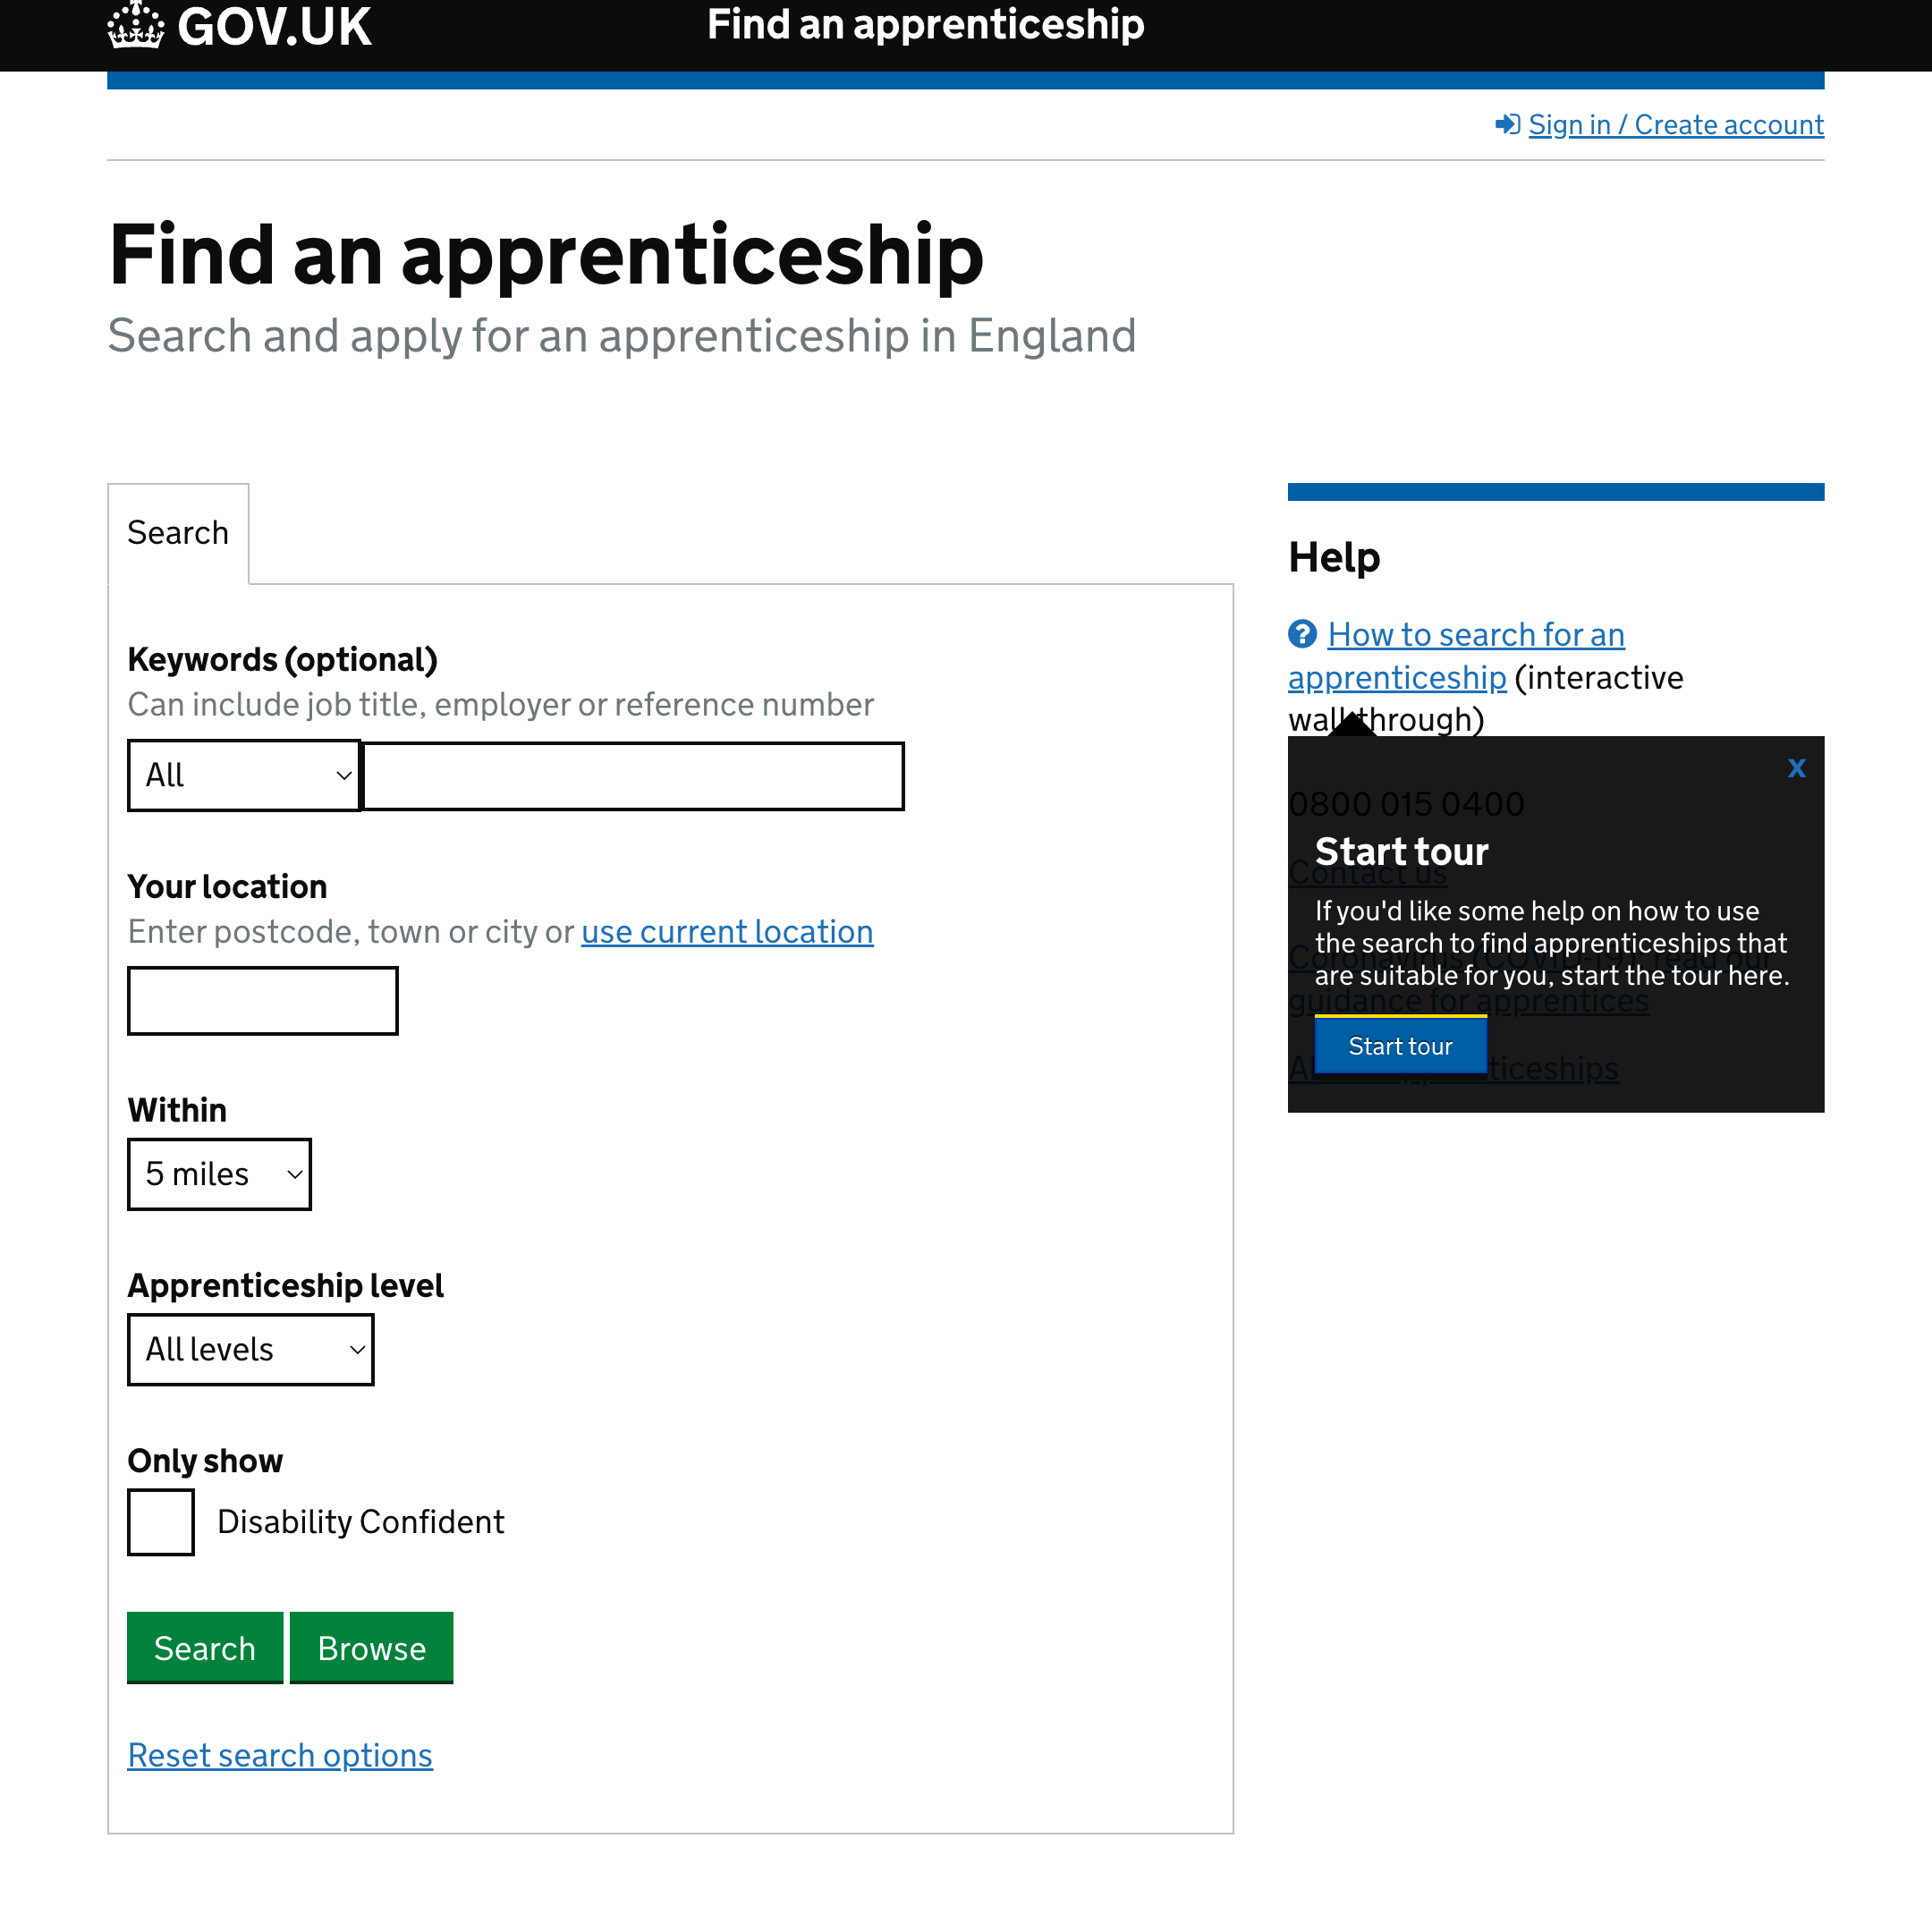 GOV.UK
Find an apprenticeship
Sign in / Create account
Find an apprenticeship
Search and apply for an apprenticeship in England
Search
Keywords (optional)
Can include job title, employer or reference number
All
Your location
Enter postcode, town or city or use current location
Within
5 miles
Apprenticeship level
All levels
Only show
Disability Confident
Search Browse
Reset search options
Help
How to search for an
apprenticeship (interactive
walkthrough)
x
0800 015 0400
Start tour
Contact us
If you'd like some help on how to use
the search to find apprenticeships that
are suitable for you, start the tour here.
Coronavirus (COVID-19): read our
guidance for apprentices
Start tour